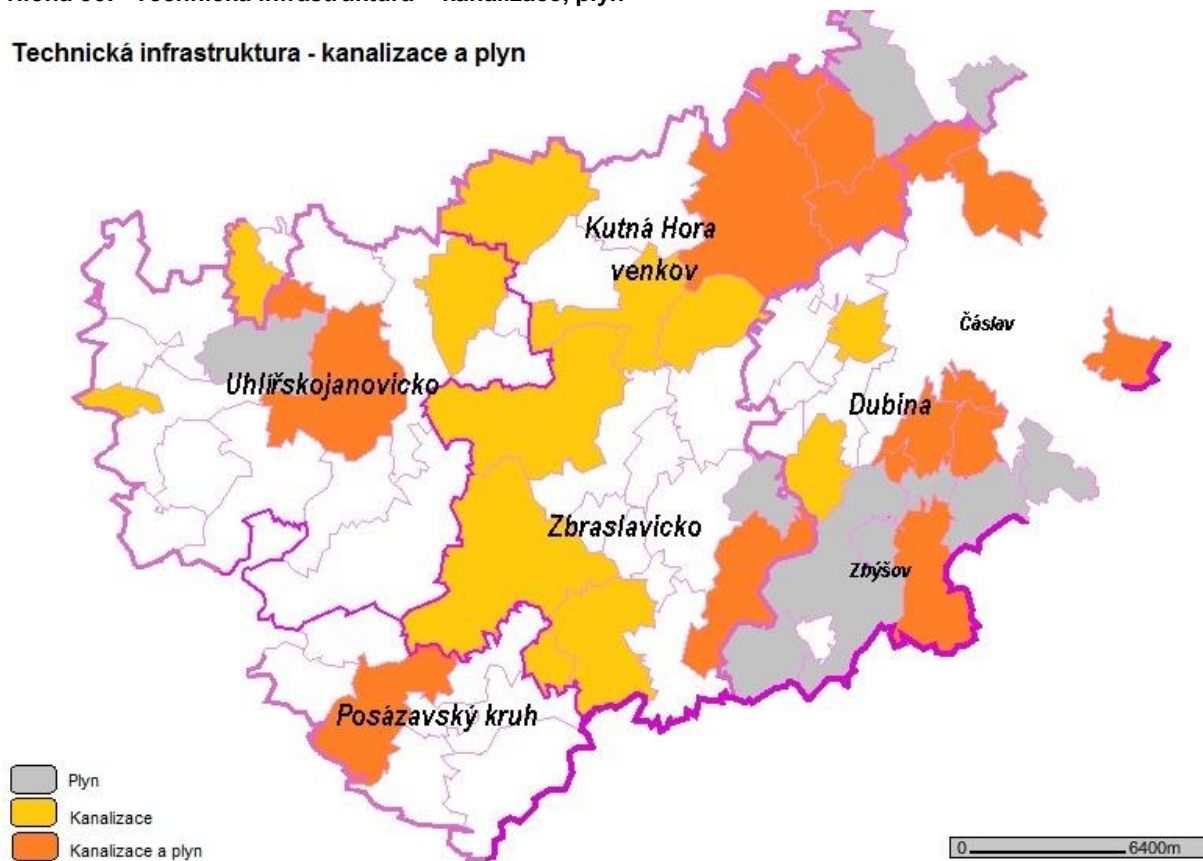 Technická infrastruktura - kanalizace a plyn
Kutná Hora
venkov
Čáslav
Uhlířskojanovicko
Dubina
Zbraslavicko
Zbýšov
Posázavský kruh
Plyn
Kanalizace
Kanalizace a plyn
0 6400m